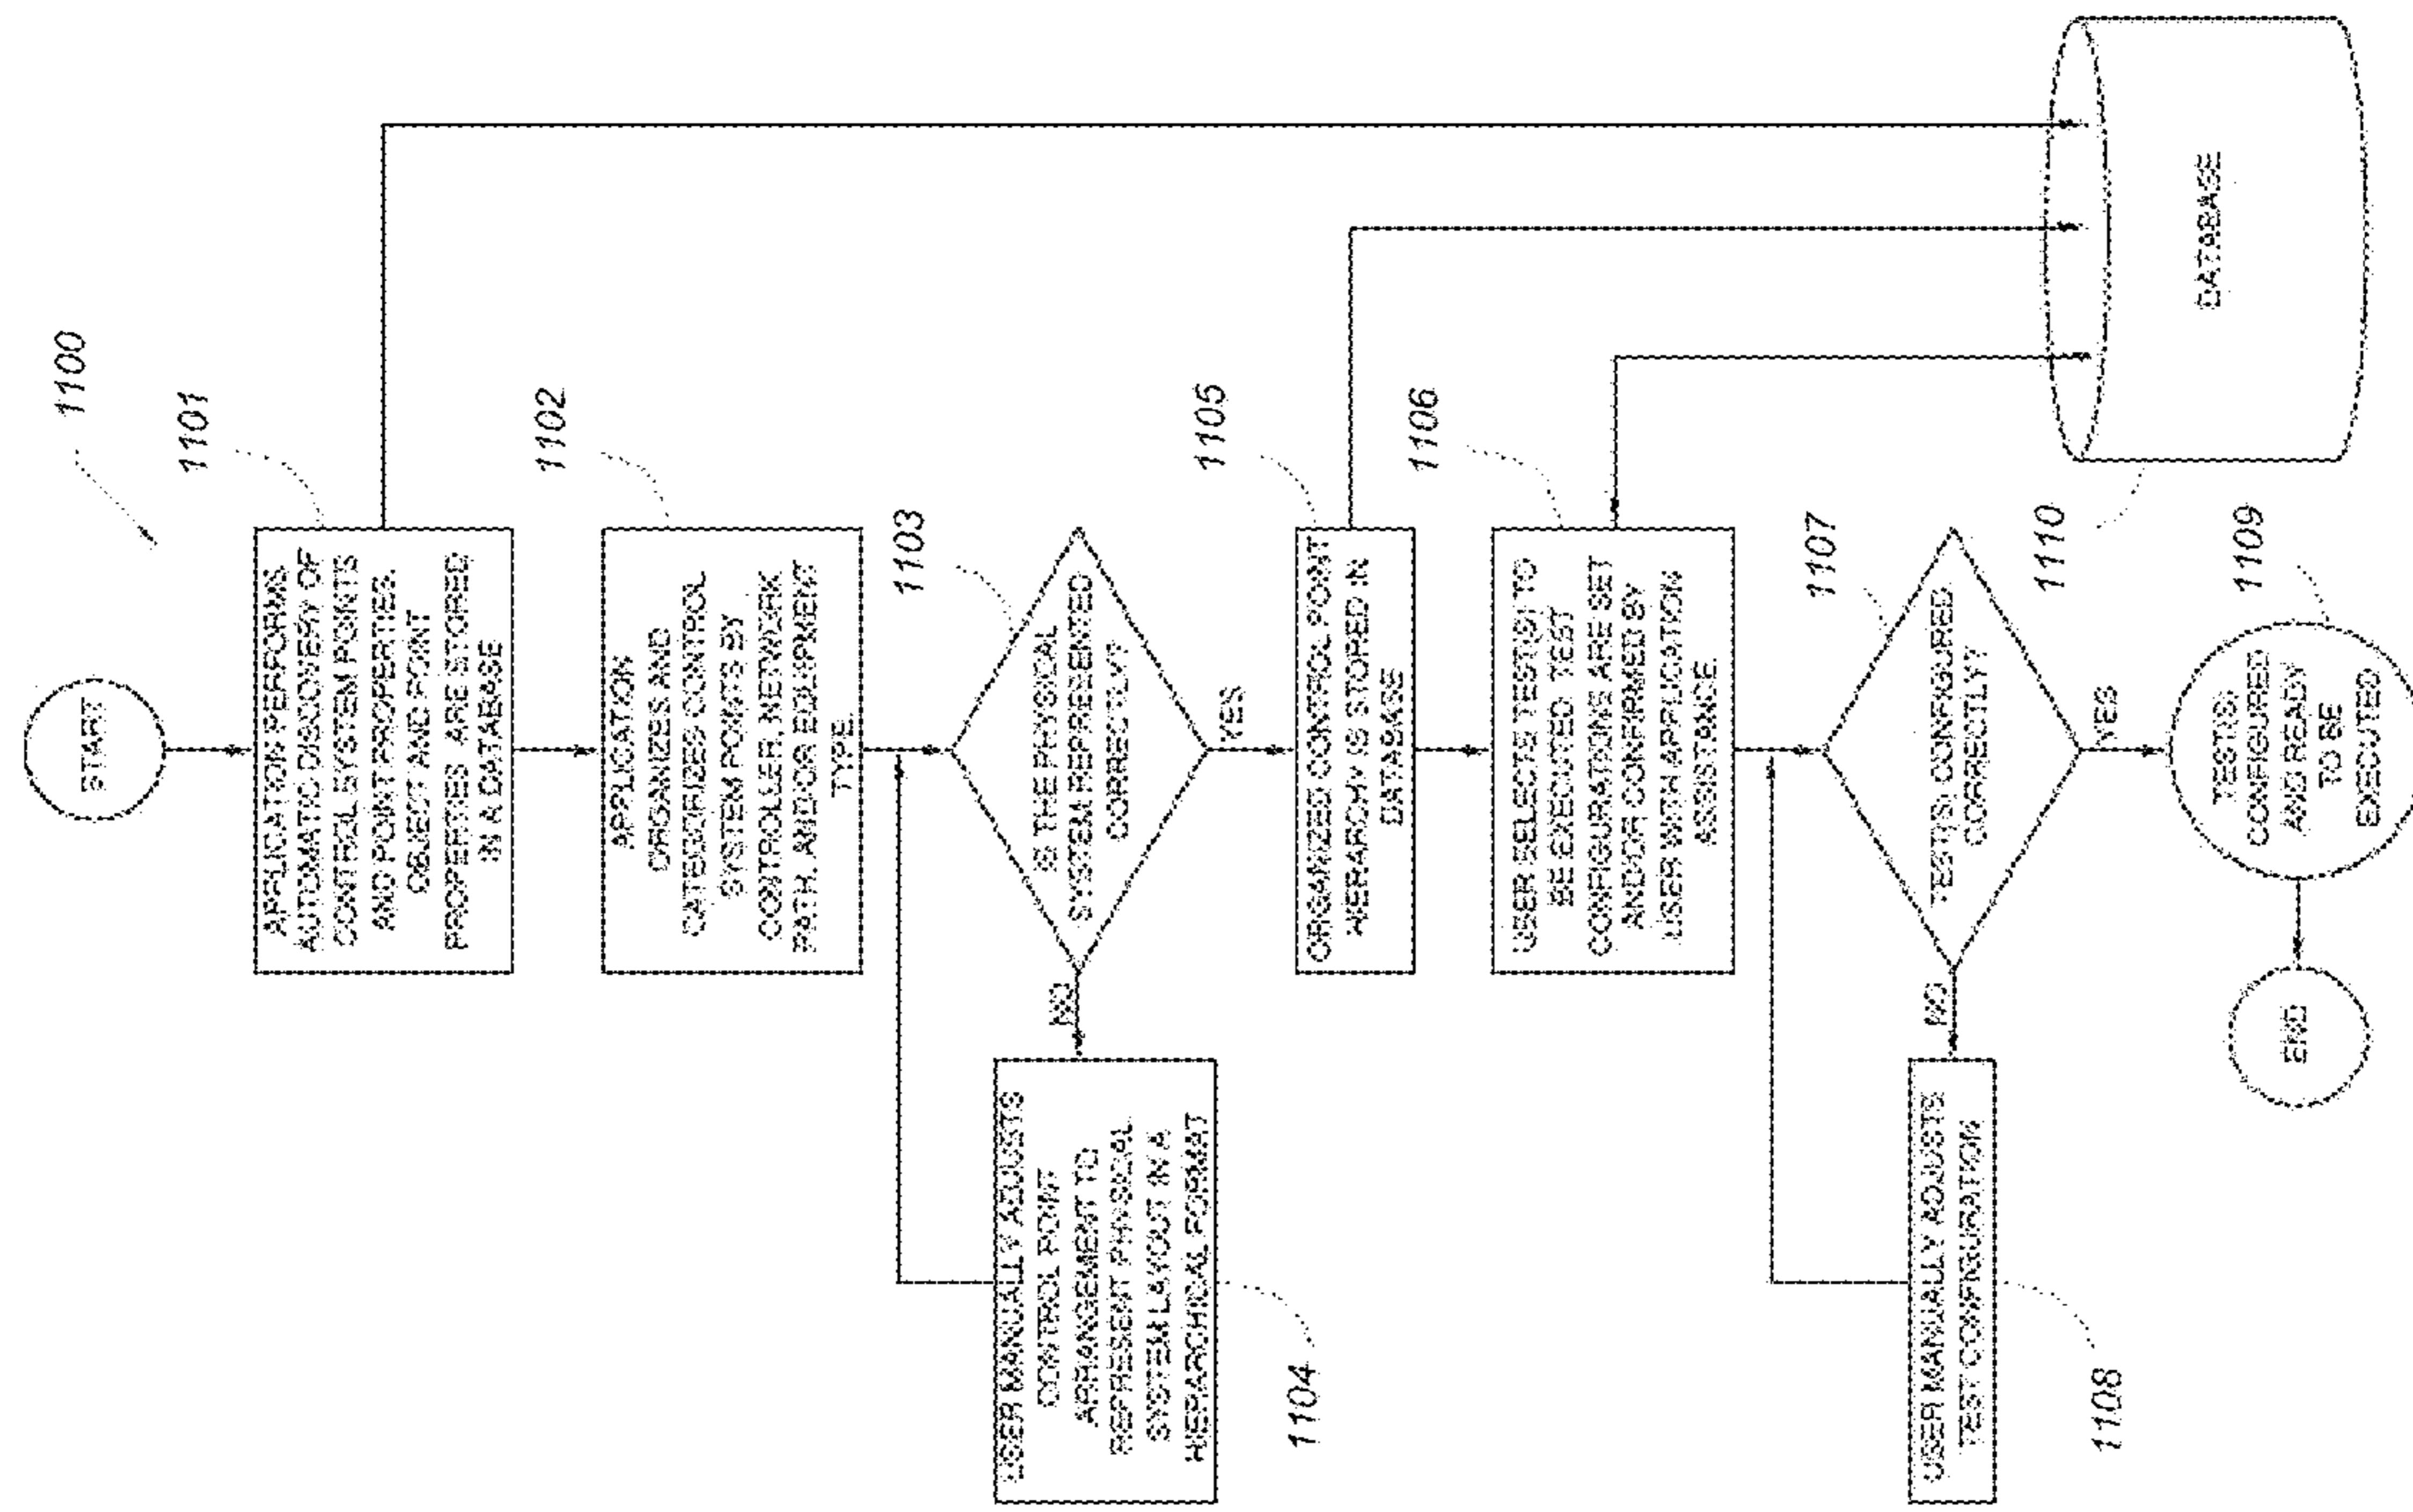 1100
START
1101
APPLICATION PERFORMS
AUTOMATIC DISCOVERY OF
CONTROL SYSTEM POINTS
AND POINT PROPERTIES.
OBJECT AND POINT
PROPERTIES ARE STORED
IN A DATABASE
1102
APPLICATION
ORGANIZES AND
CATEGORIZES CONTROL
SYSTEM POINTS BY
CONTROLLER, NETWORK
PATH, AND/OR EQUIPMENT
TYPE.
1103
IS THE PHYSICAL
SYSTEM REPRESENTED
CORRECTLY?
NO
YES
USER MANUALLY ADJUSTS
CONTROL POINT
ARRANGEMENT TO
REPRESENT PHYSICAL
SYSTEM LAYOUT IN A
HIERARCHICAL FORMAT
1104
1105
ORGANIZED CONTROL POINT
HIERARCHY IS STORED IN
DATABASE
1106
USER SELECTS TEST(S) TO
BE EXECUTED. TEST
CONFIGURATIONS ARE SET
AND/OR CONFIRMED BY
USER WITH APPLICATION
ASSISTANCE.
1107
TEST(S) CONFIGURED
CORRECTLY?
NO
YES
USER MANUALLY ADJUSTS
TEST CONFIGURATION
1108
1109
TEST(S)
CONFIGURED
AND READY
TO BE
EXECUTED
END
1110
DATABASE